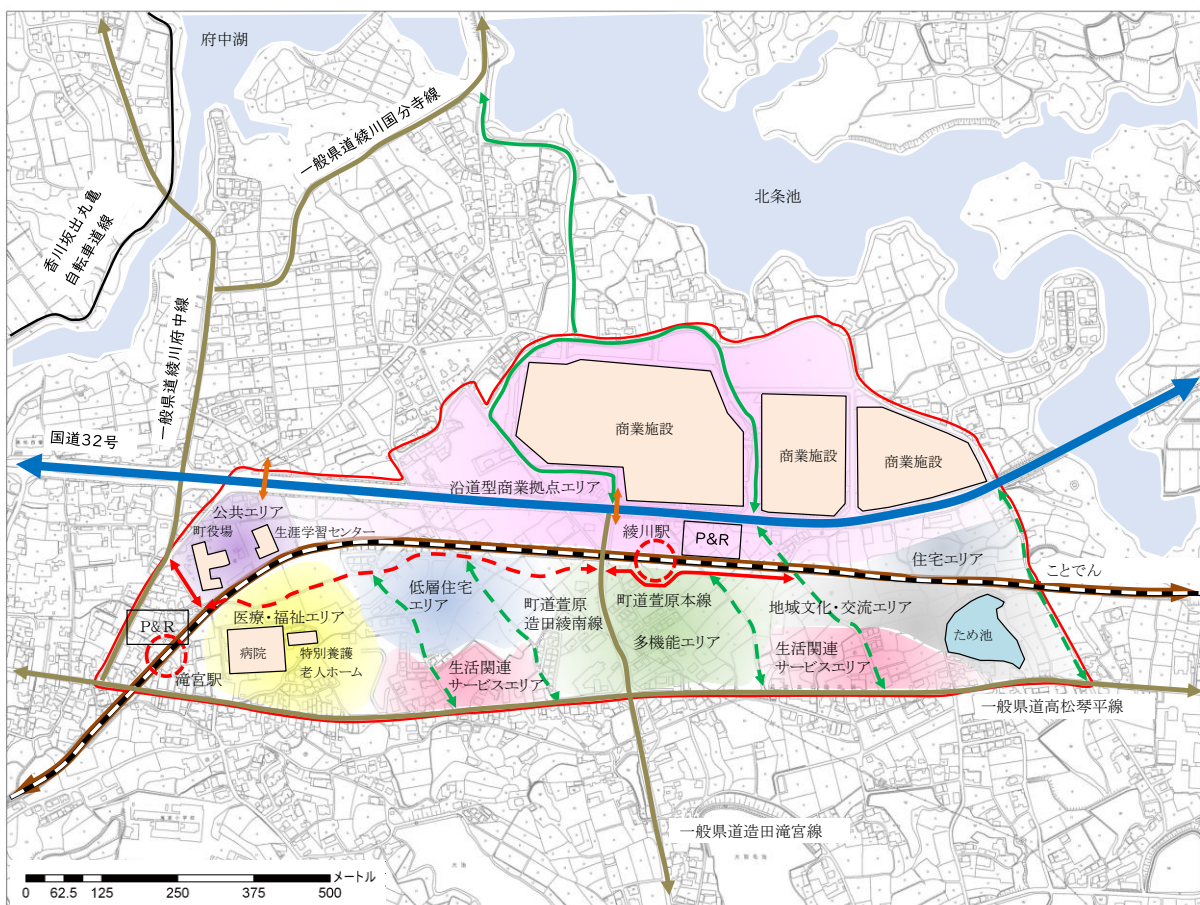 府中湖
一般県道綾川国分寺線
北条池
香川坂出丸亀
自転車道線
一般県道綾川府中線
国道32号
商業施設
商業施設
商業施設
沿道型商業拠点エリア
公共エリア
町役場
生涯学習センター
綾川駅
P&R
住宅エリア
ことでん
低層住宅
エリア
町道萱原
造田綾南線
町道萱原本線
地域文化・交流エリア
医療・福祉エリア
P&R
多機能エリア
ため池
病院
特別養護
老人ホーム
生活関連
サービスエリア
生活関連
サービスエリア
滝宮駅
一般県道高松琴平線
一般県道造田滝宮線
メートル
0 62.5 125 250 375 500